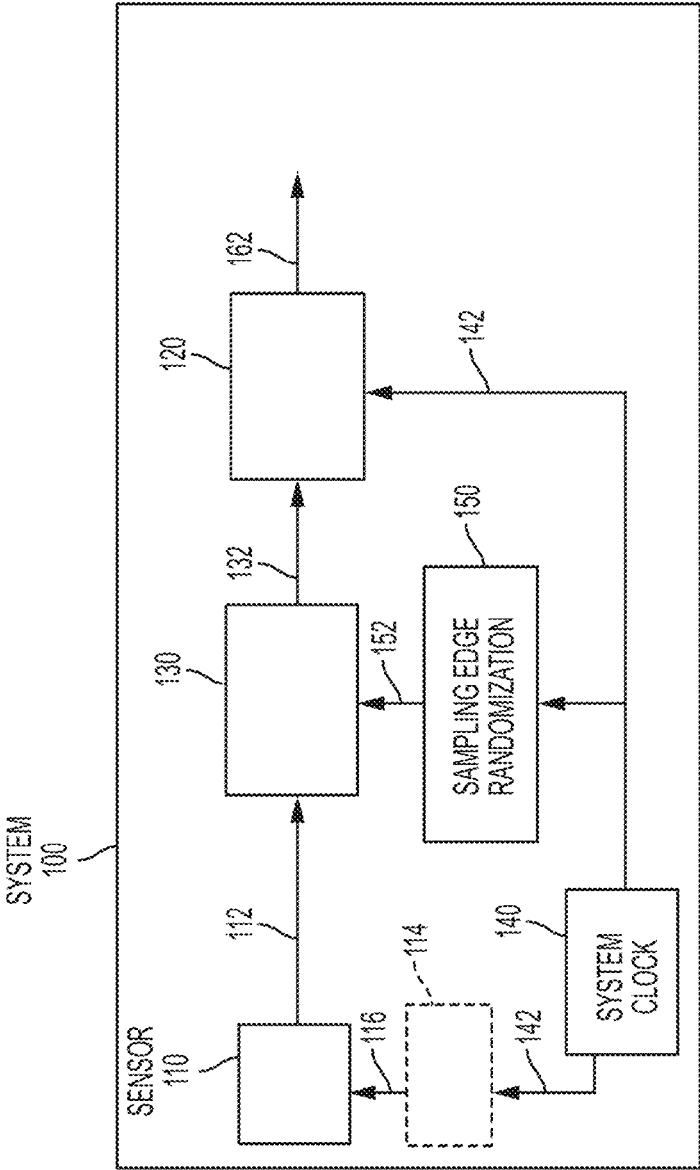 SYSTEM
100
SENSOR
110
112
130
132
120
162
116
114
152
150
142
SAMPLING EDGE
RANDOMIZATION
142
140
SYSTEM
CLOCK